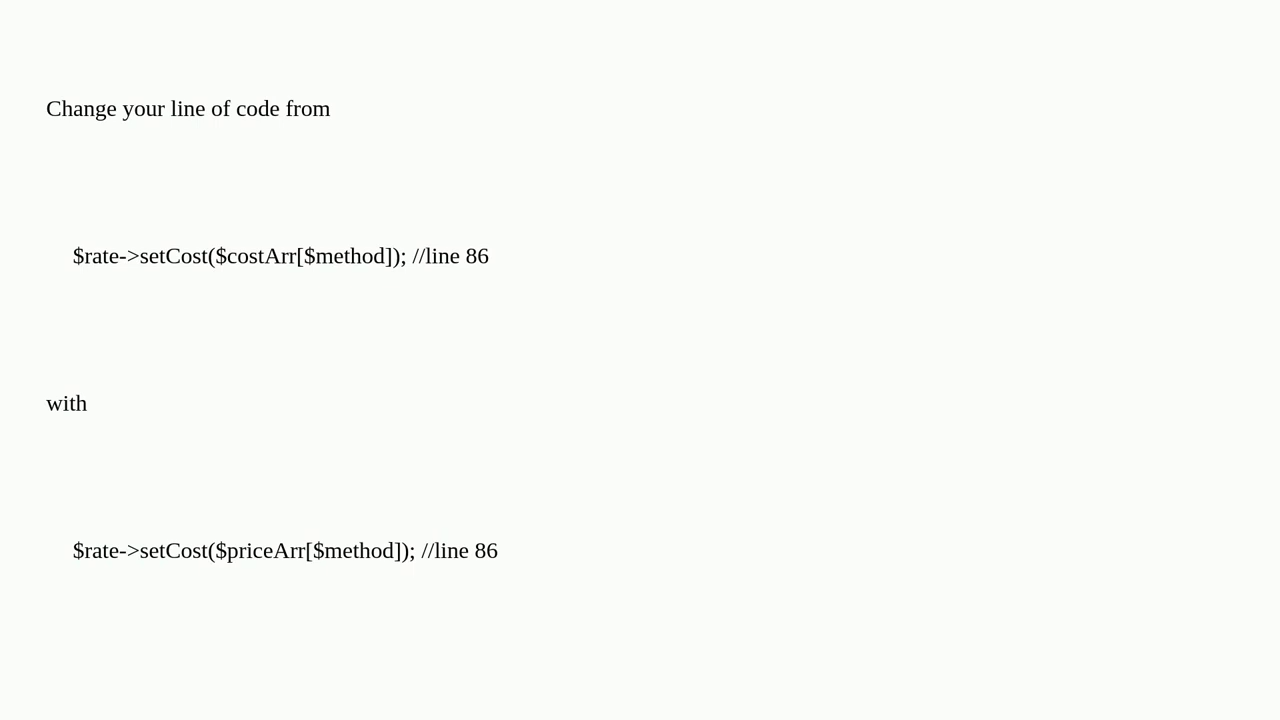 Change your line of code from
$rate->setCost($costArr[$method]); //line 86
with
$rate->setCost($priceArr[$method]); //line 86